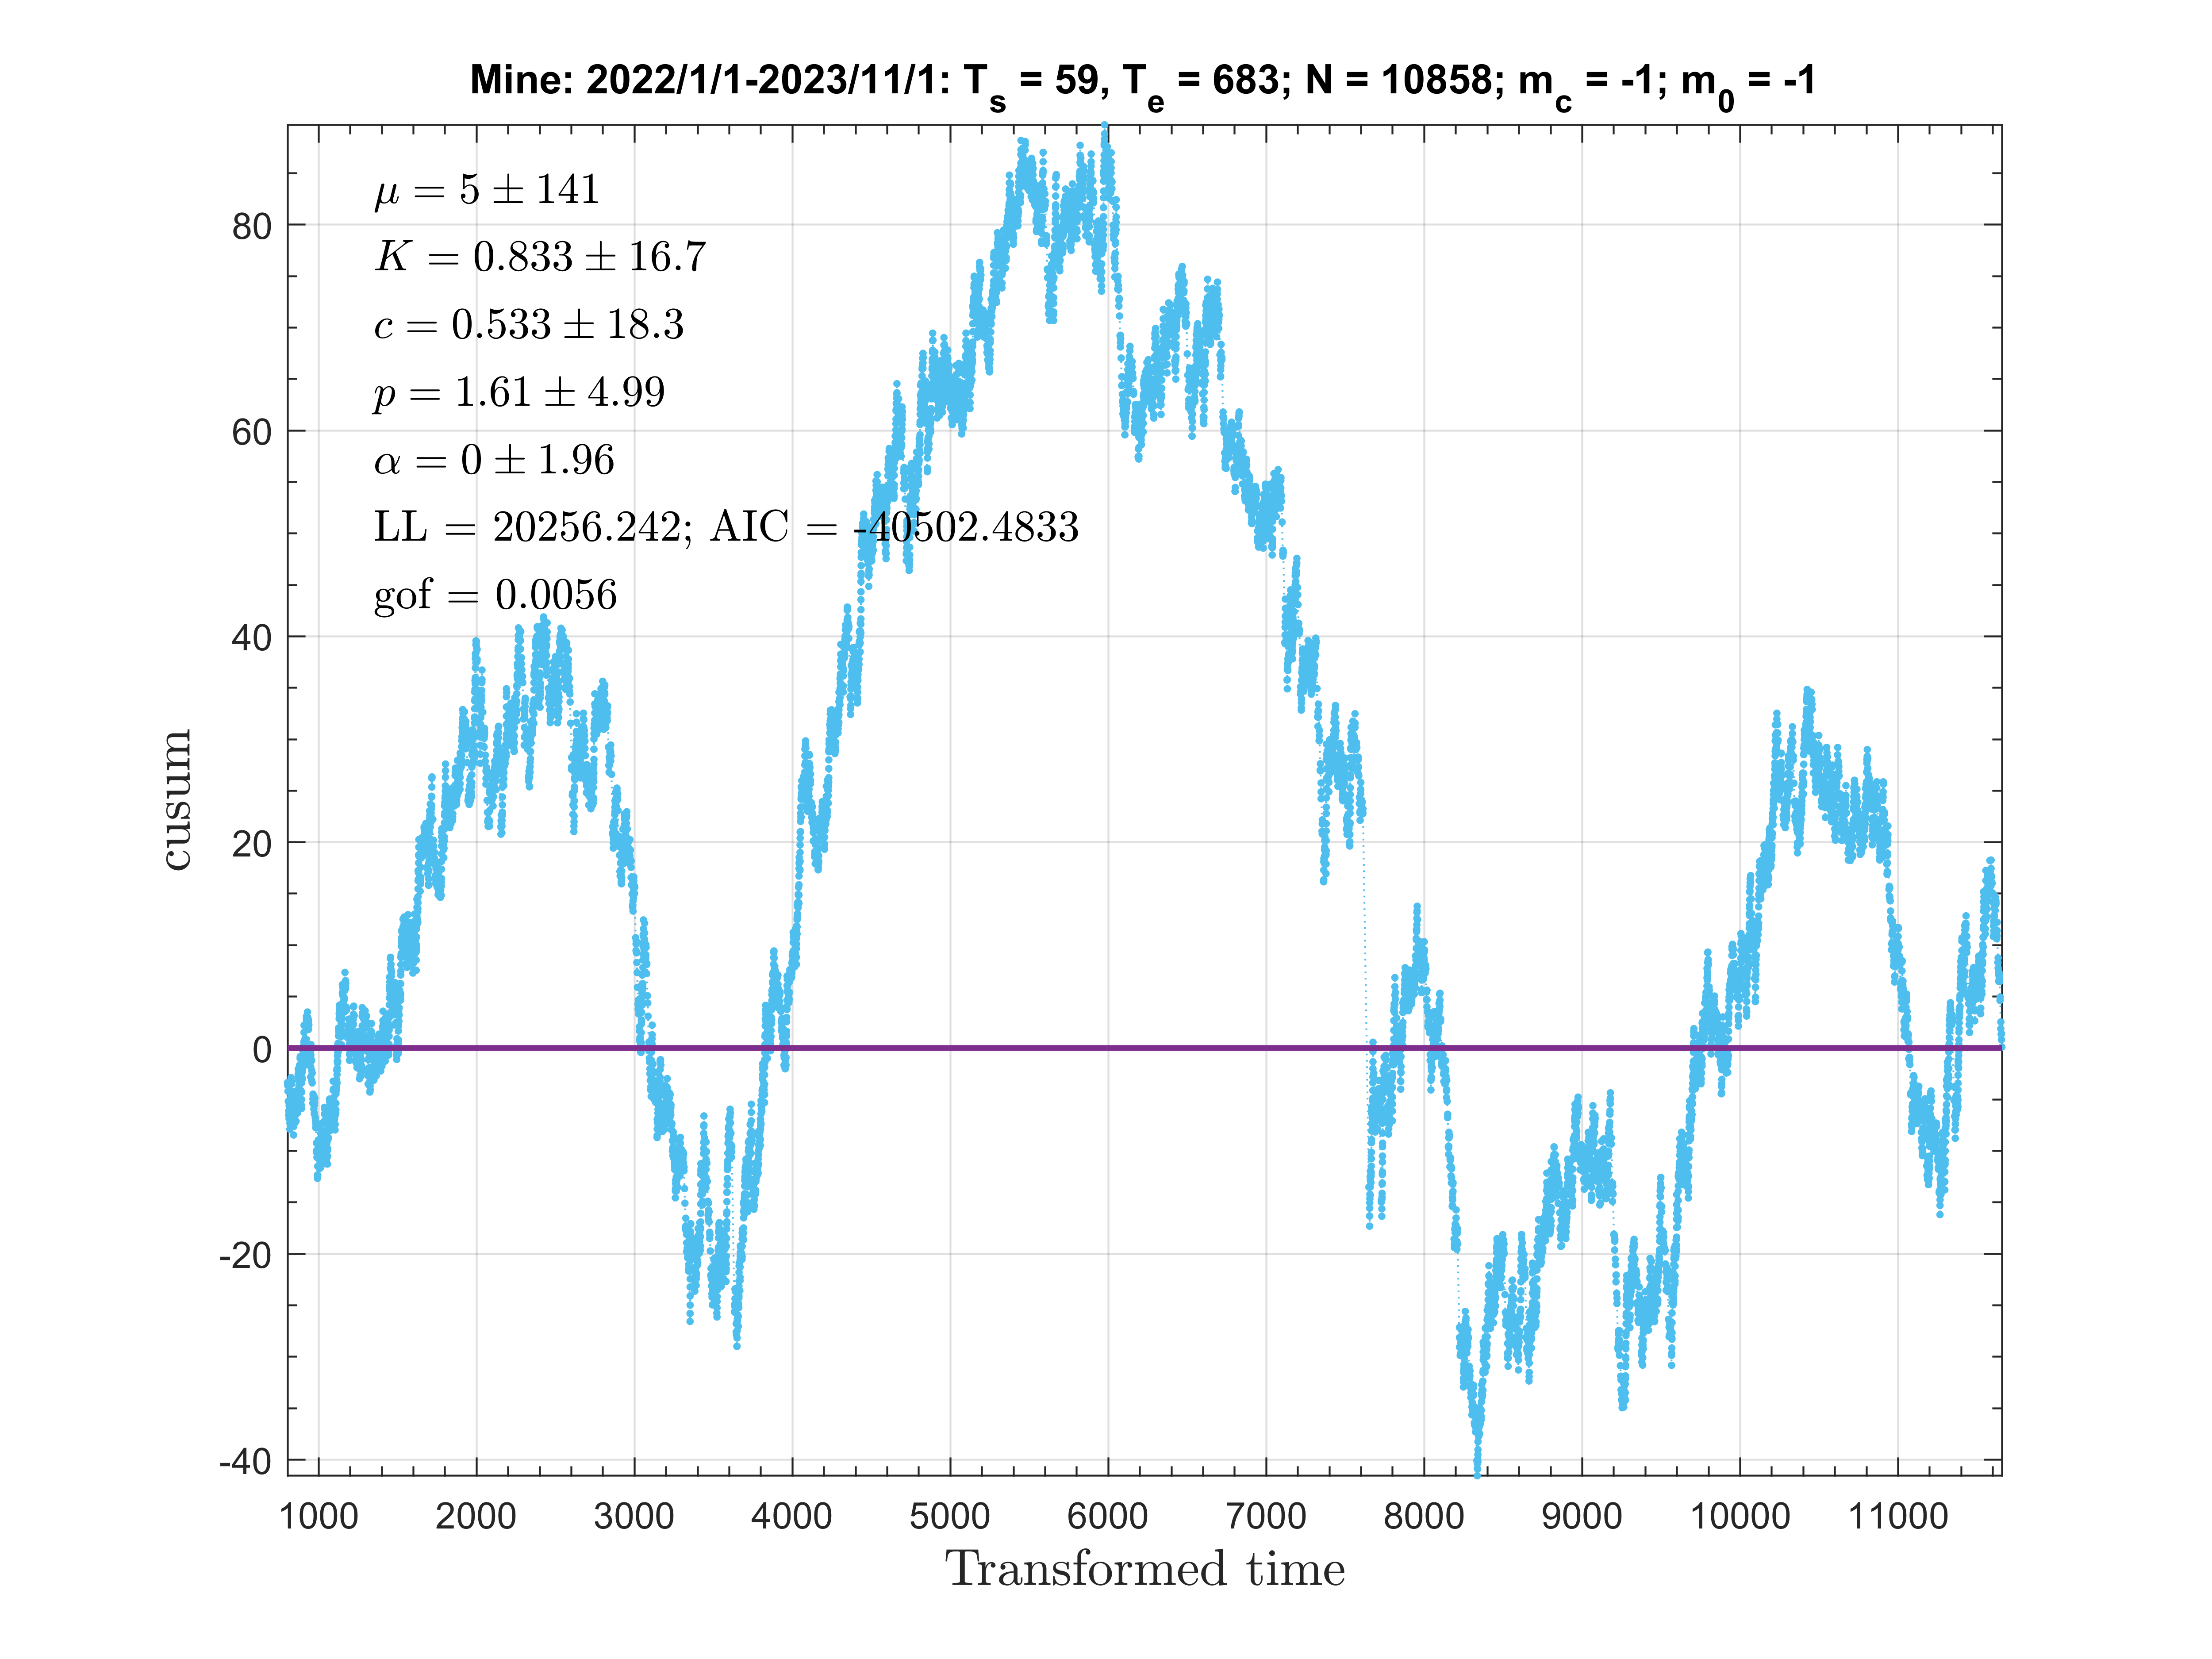 Mine: 2022/1/1-2023/11/1: Ts = 59, Te = 683; N = 10858; mc = -1; m0 = -1
μ = 5 ± 141
K = 0.833 ± 16.7
c = 0.533 ± 18.3
p = 1.61 ± 4.99
α = 0 ± 1.96
LL = 20256.242; AIC = -40502.4833
gof = 0.0056
cusum
80
60
40
20
0
-20
-40
1000 2000 3000 4000 5000 6000 7000 8000 9000 10000 11000
Transformed time